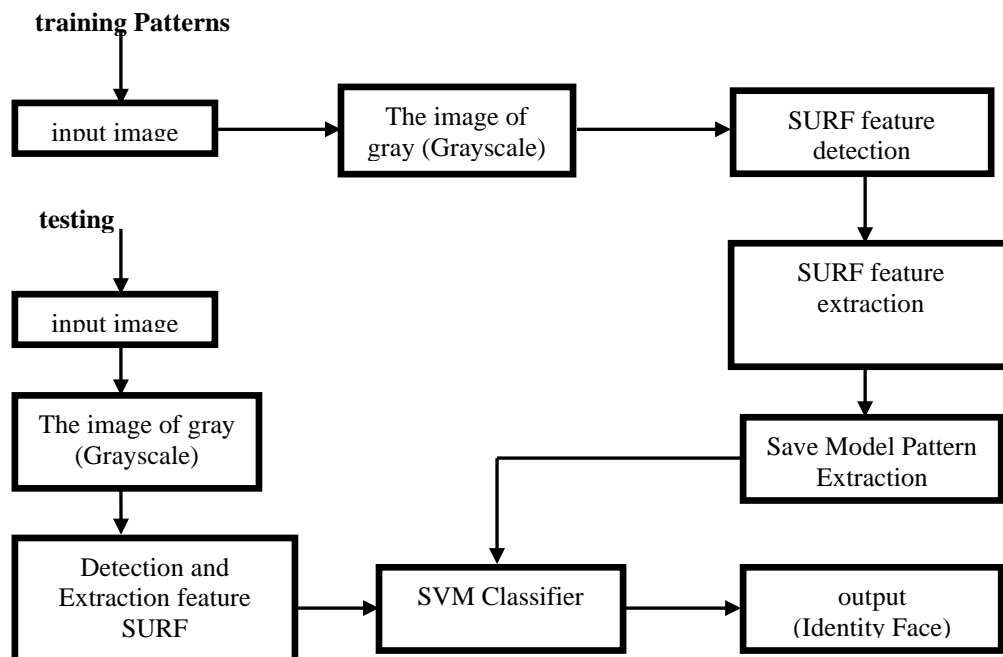 training Patterns
input image
The image of
gray (Grayscale)
SURF feature
detection
testing
SURF feature
extraction
input image
The image of gray
(Grayscale)
Save Model Pattern
Extraction
Detection and
Extraction feature
SURF
SVM Classifier
output
(Identity Face)